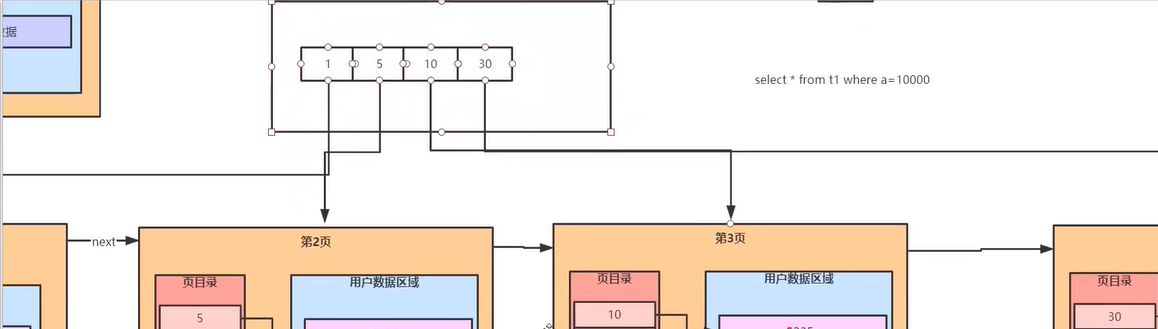 据
1 5 10 30
select * from t1 where a=10000
next
第2页
第3页
页目录
用户数据区域
页目录
用户数据区域
页目录
5
10
30